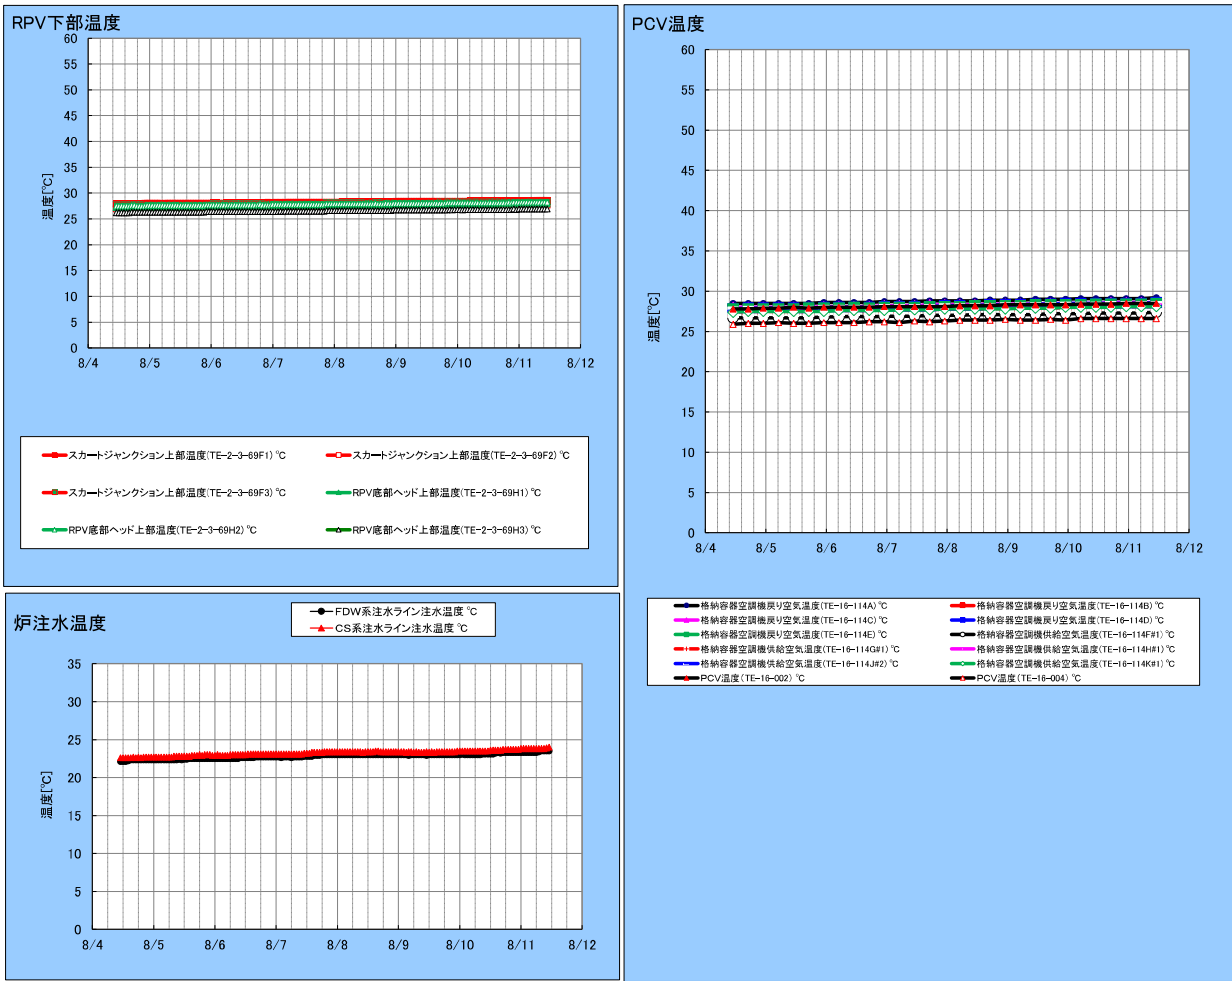 RPV下部温度
60
55
50
45
40
35
30
25
20
15
10
5
0
温度[℃]
8/4 8/5 8/6 8/7 8/8 8/9 8/10 8/11 8/12
スカートジャンクション上部温度(TE-2-3-69F1) ℃ スカートジャンクション上部温度(TE-2-3-69F2) ℃
スカートジャンクション上部温度(TE-2-3-69F3) ℃ RPV底部ヘッド上部温度(TE-2-3-69H1) ℃
RPV底部ヘッド上部温度(TE-2-3-69H2) ℃ RPV底部ヘッド上部温度(TE-2-3-69H3) ℃
炉注水温度
FDW系注水ライン注水温度 ℃
CS系注水ライン注水温度 ℃
35
30
25
20
15
10
5
0
温度[℃]
8/4 8/5 8/6 8/7 8/8 8/9 8/10 8/11 8/12
PCV温度
60
55
50
45
40
35
30
25
20
15
10
5
0
温度[℃]
8/4 8/5 8/6 8/7 8/8 8/9 8/10 8/11 8/12
格納容器空調機戻り空気温度(TE-16-114A) ℃ 格納容器空調機戻り空気温度(TE-16-114B) ℃
格納容器空調機戻り空気温度(TE-16-114C) ℃ 格納容器空調機戻り空気温度(TE-16-114D) ℃
格納容器空調機戻り空気温度(TE-16-114E) ℃ 格納容器空調機供給空気温度(TE-16-114F#1) ℃
格納容器空調機供給空気温度(TE-16-114G#1) ℃ 格納容器空調機供給空気温度(TE-16-114H#1) ℃
格納容器空調機供給空気温度(TE-16-114J#2) ℃ 格納容器空調機供給空気温度(TE-16-114K#1) ℃
PCV温度(TE-16-002) ℃ PCV温度(TE-16-004) ℃